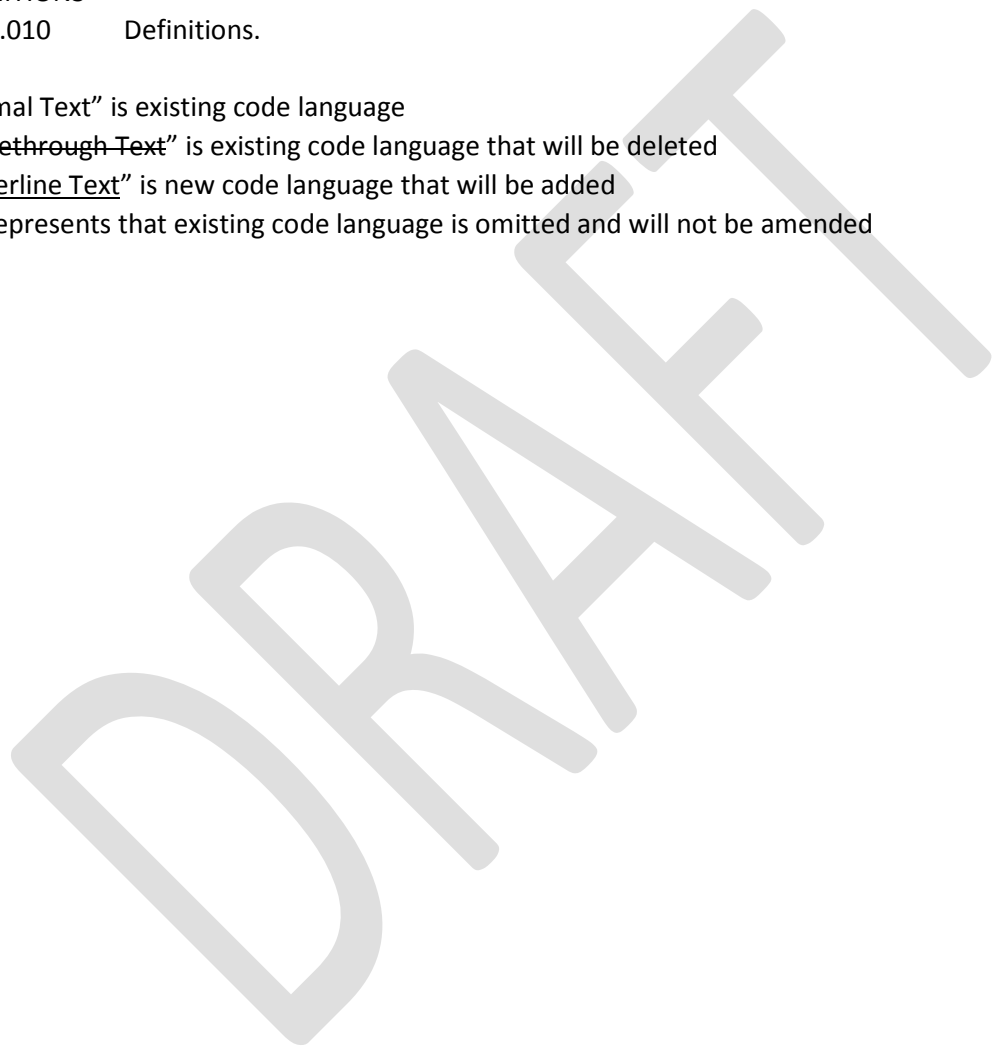 .010 Definitions.
mal Text” is existing code language
ethrough Text” is existing code language that will be deleted
erline Text” is new code language that will be added
epresents that existing code language is omitted and will not be amended
DRAFT